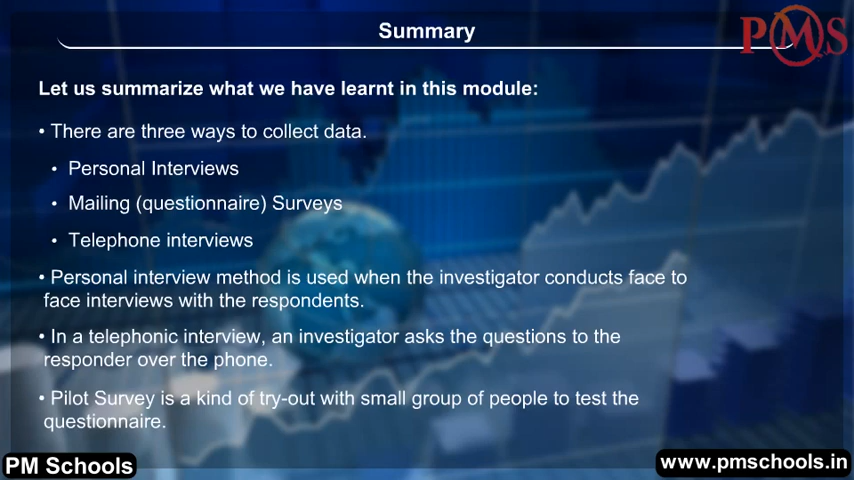 Summary
PMS
Let us summarize what we have learnt in this module:
• There are three ways to collect data.
• Personal Interviews
• Mailing (questionnaire) Surveys
• Telephone interviews
• Personal interview method is used when the investigator conducts face to
face interviews with the respondents.
• In a telephonic interview, an investigator asks the questions to the
responder over the phone.
• Pilot Survey is a kind of try-out with small group of people to test the
questionnaire.
PM Schools
www.pmschools.in